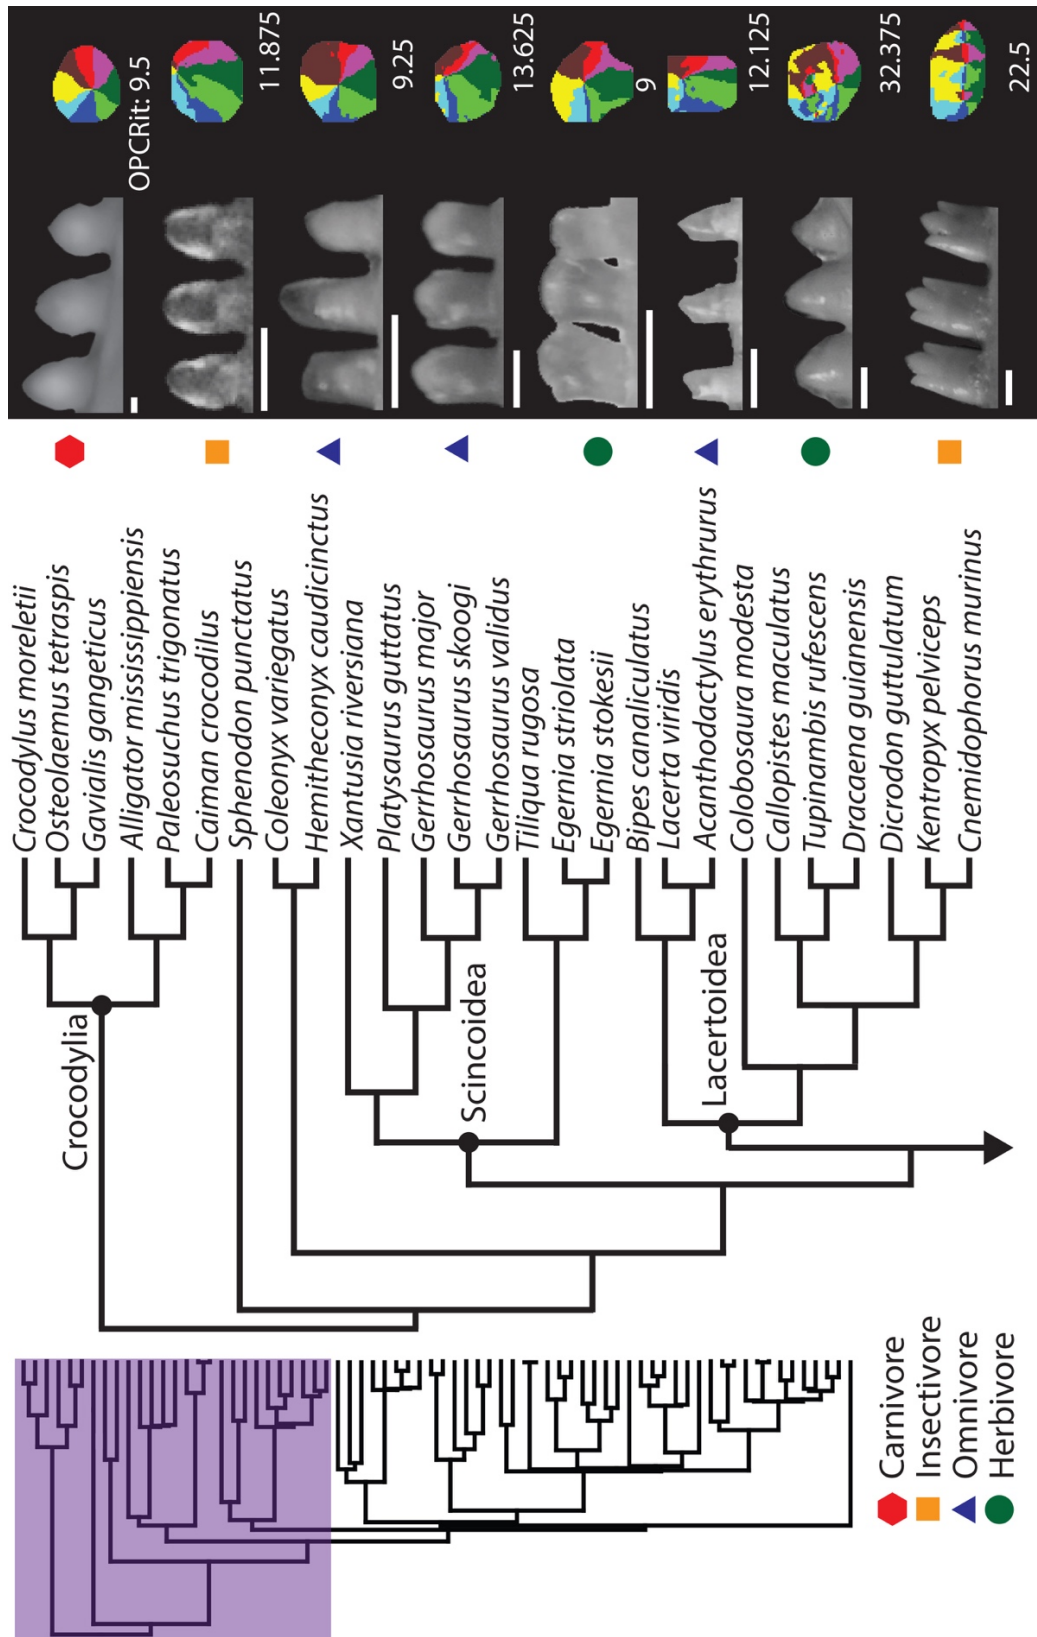 Crocodylus moreletii
Osteolaemus tetraspis
Gavialis gangeticus
Alligator mississippiensis
Paleosuchus trigonatus
Caiman crocodilus
Sphenodon punctatus
Coleonyx variegatus
Hemitheconyx caudicinctus
Xantusia riversiana
Platysaurus guttatus
Gerrhosaurus major
Gerrhosaurus skoogi
Gerrhosaurus validus
Tiliqua rugosa
Egernia striolata
Egernia stokesii
Bipes canaliculatus
Lacerta viridis
Acanthodactylus erythrurus
Colobosaura modesta
Callopistes maculatus
Tupinambis rufescens
Dracaena guianensis
Dicrodon guttulatum
Kentropyx pelviceps
Cnemidophorus murinus
Crocodylia
Scincoidea
Lacertoidea
OPCRit: 9.5
11.875
9.25
13.625
9
12.125
32.375
22.5
Carnivore
Insectivore
Omnivore
Herbivore